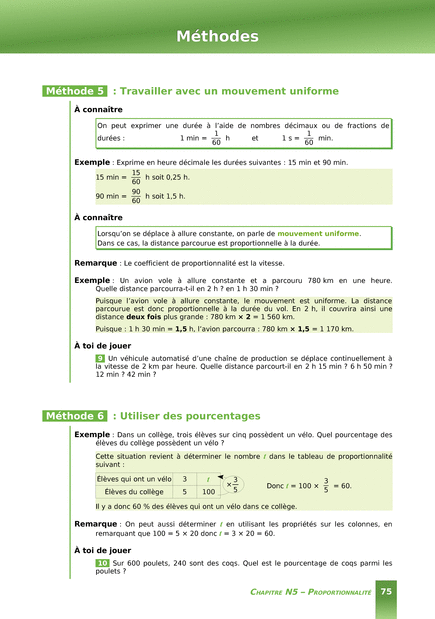 Méthodes
Méthode 5 : Travailler avec un mouvement uniforme
À connaître
On peut exprimer une durée à l'aide de nombres décimaux ou de fractions de
durées : 1 min = 1/60 h et 1 s = 1/60 min.
Exemple : Exprime en heure décimale les durées suivantes : 15 min et 90 min.
15 min = 15/60 h soit 0,25 h.
90 min = 90/60 h soit 1,5 h.
À connaître
Lorsqu'on se déplace à allure constante, on parle de mouvement uniforme.
Dans ce cas, la distance parcourue est proportionnelle à la durée.
Remarque : Le coefficient de proportionnalité est la vitesse.
Exemple : Un avion vole à allure constante et a parcouru 780 km en une heure.
Quelle distance parcourra-t-il en 2 h ? en 1 h 30 min ?
Puisque l'avion vole à allure constante, le mouvement est uniforme. La distance
parcourue est donc proportionnelle à la durée du vol. En 2 h, il couvrira ainsi une
distance deux fois plus grande : 780 km × 2 = 1 560 km.
Puisque : 1 h 30 min = 1,5 h, l'avion parcourra : 780 km × 1,5 = 1 170 km.
À toi de jouer
9 Un véhicule automatisé d'une chaîne de production se déplace continuellement à
la vitesse de 2 km par heure. Quelle distance parcourt-il en 2 h 15 min ? 6 h 50 min ?
12 min ? 42 min ?
Méthode 6 : Utiliser des pourcentages
Exemple : Dans un collège, trois élèves sur cinq possèdent un vélo. Quel pourcentage des
élèves du collège possèdent un vélo ?
Cette situation revient à déterminer le nombre t dans le tableau de proportionnalité
suivant :
Élèves qui ont un vélo 3 t
Élèves du collège 5 100
× 3/5
Donc t = 100 × 3/5 = 60.
Il y a donc 60 % des élèves qui ont un vélo dans ce collège.
Remarque : On peut aussi déterminer t en utilisant les propriétés sur les colonnes, en
remarquant que 100 = 5 × 20 donc t = 3 × 20 = 60.
À toi de jouer
10 Sur 600 poulets, 240 sont des coqs. Quel est le pourcentage de coqs parmi les
poulets ?
Chapitre N5 – Proportionnalité 75